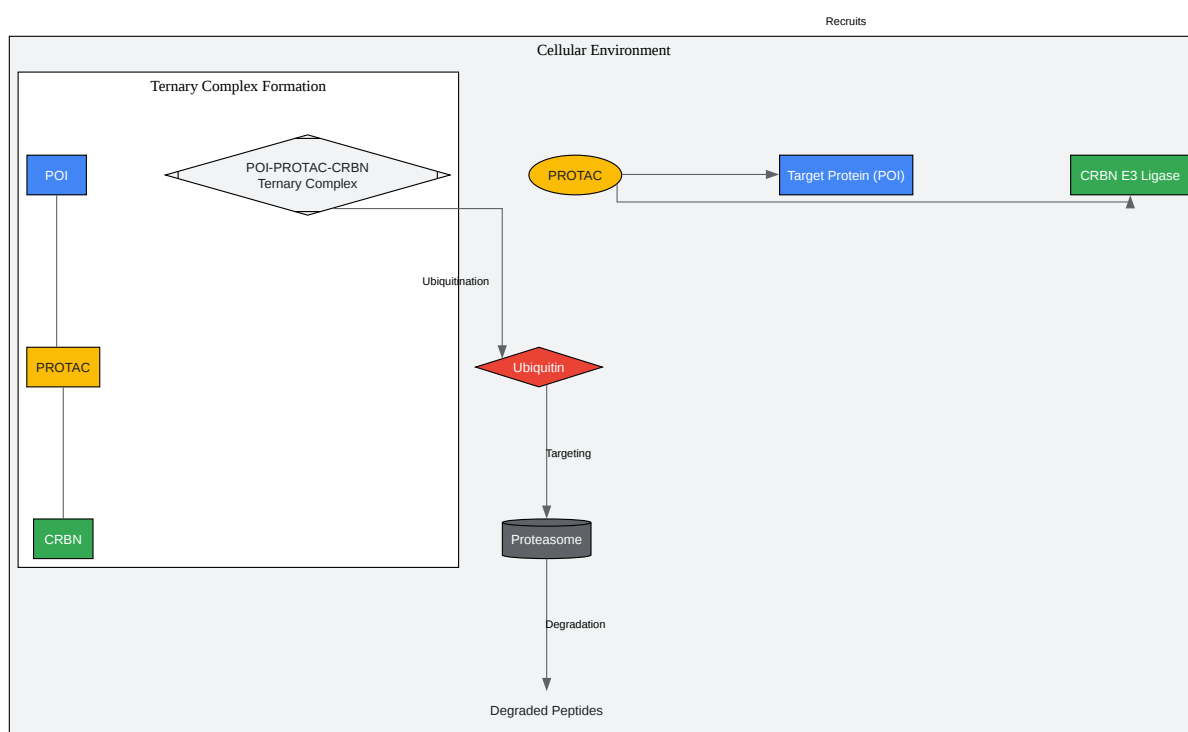 Recruits
Cellular Environment
Ternary Complex Formation
POI
POI-PROTAC-CRBN
Ternary Complex
PROTAC
Target Protein (POI)
CRBN E3 Ligase
Ubiquitination
PROTAC
Ubiquitin
Targeting
CRBN
Proteasome
Degradation
Degraded Peptides